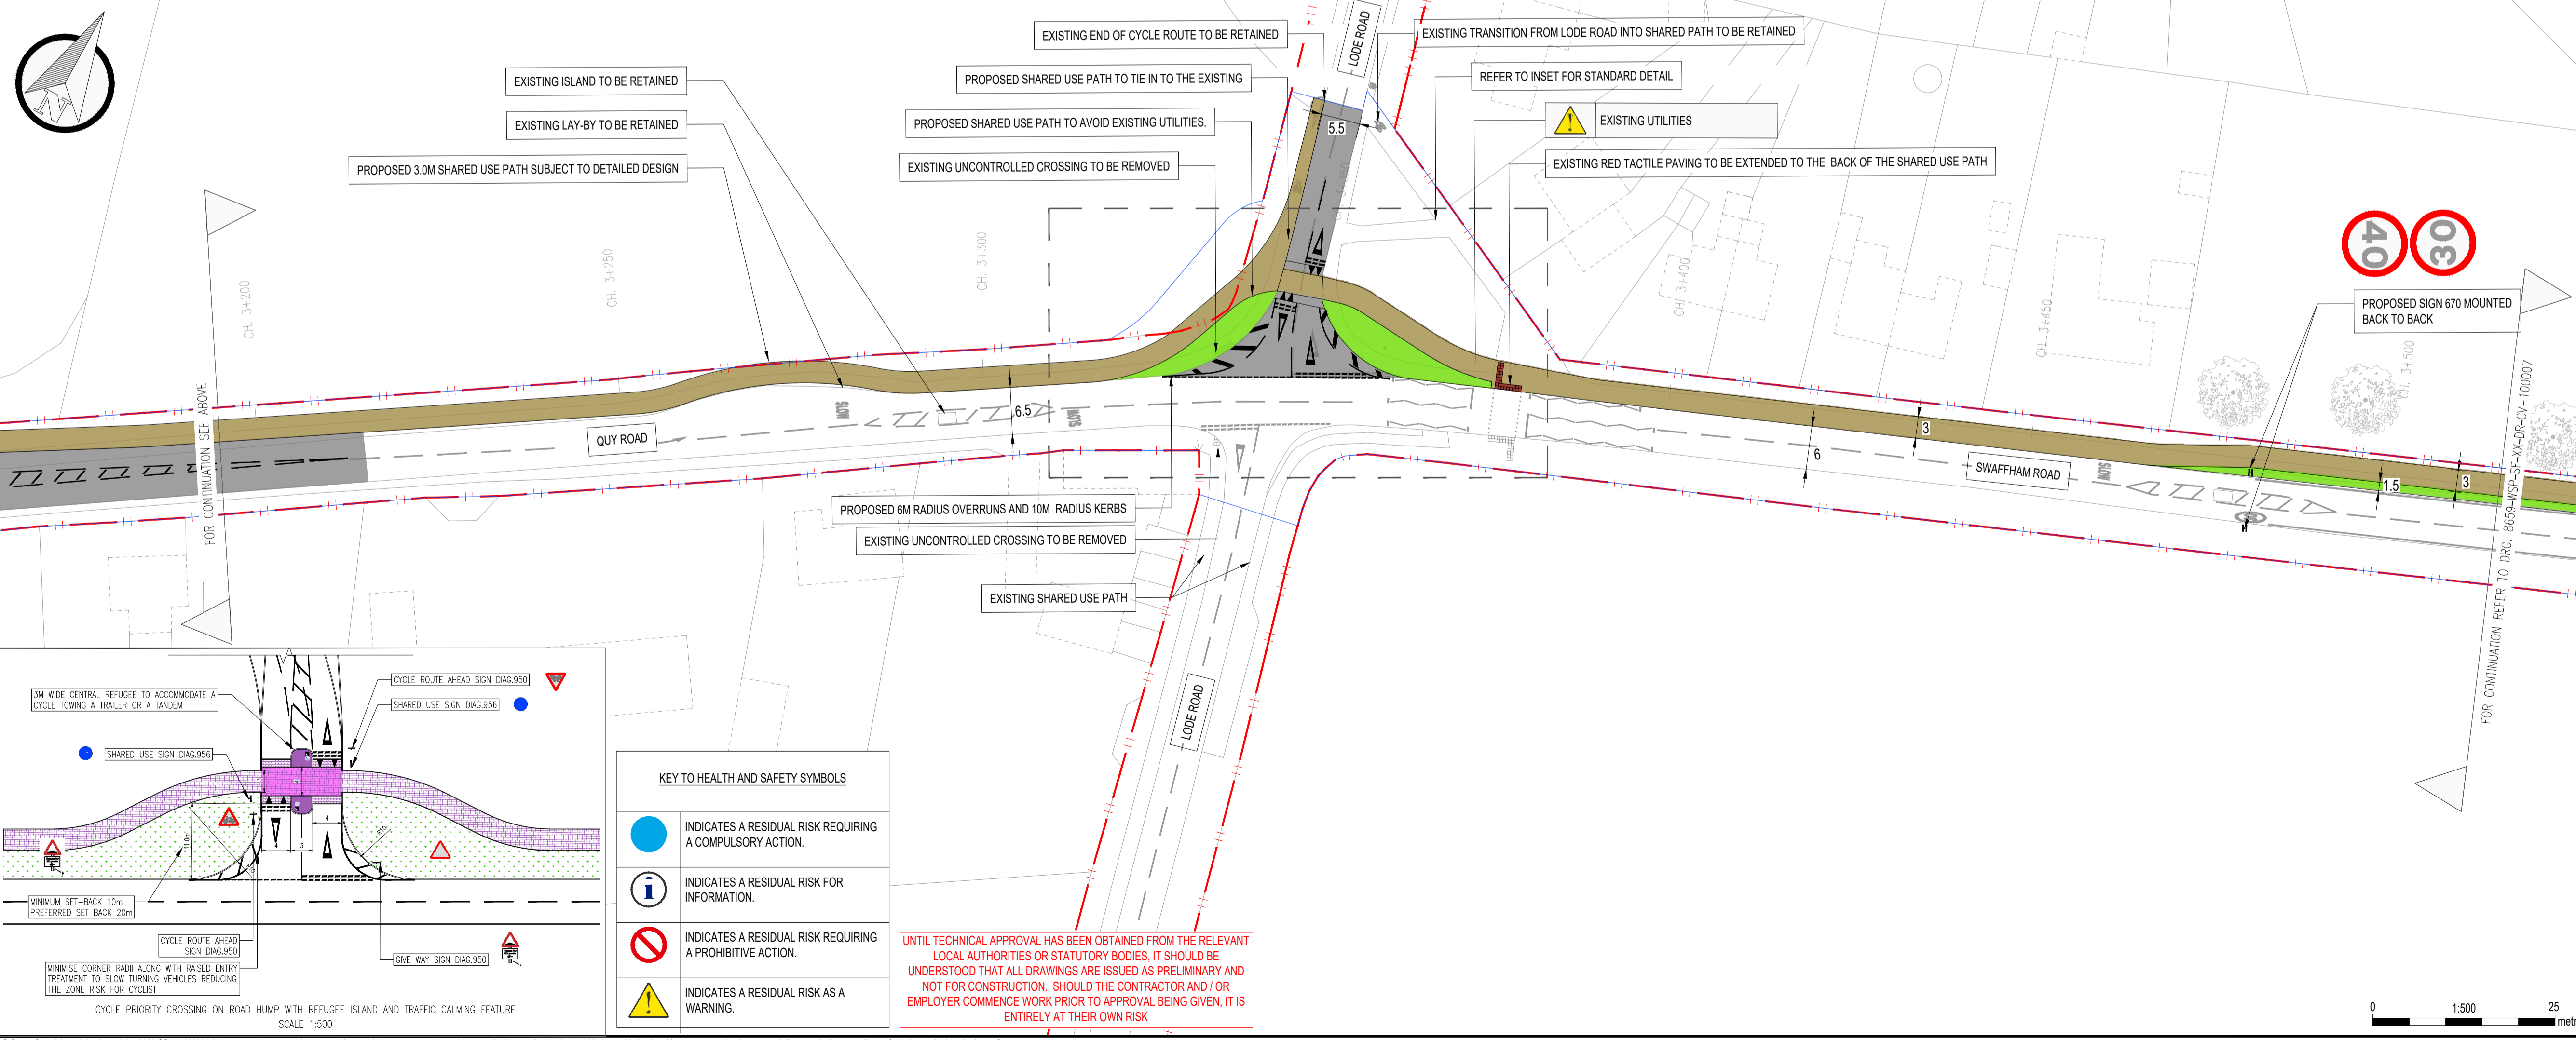 EXISTING END OF CYCLE ROUTE TO BE RETAINED
LODE ROAD
EXISTING TRANSITION FROM LODE ROAD INTO SHARED PATH TO BE RETAINED
EXISTING ISLAND TO BE RETAINED
PROPOSED SHARED USE PATH TO TIE IN TO THE EXISTING
REFER TO INSET FOR STANDARD DETAIL
EXISTING LAY-BY TO BE RETAINED
PROPOSED SHARED USE PATH TO AVOID EXISTING UTILITIES.
5.5
EXISTING UTILITIES
PROPOSED 3.0M SHARED USE PATH SUBJECT TO DETAILED DESIGN
EXISTING UNCONTROLLED CROSSING TO BE REMOVED
EXISTING RED TACTILE PAVING TO BE EXTENDED TO THE BACK OF THE SHARED USE PATH
N
CH. 3+200
CH. 3+250
CH. 3+300
CH. 3+350
CH. 3+400
CH. 3+450
CH. 3+500
40
30
PROPOSED SIGN 670 MOUNTED
BACK TO BACK
FOR CONTINUATION SEE ABOVE
QUY ROAD
SLOW
6.5
SLOW
3
6
SWAFFHAM ROAD
SLOW
1.5
3
FOR CONTINUATION REFER TO DRG. 8659-WSP-SF-XX-DR-CV-100007
PROPOSED 6M RADIUS OVERRUNS AND 10M RADIUS KERBS
EXISTING UNCONTROLLED CROSSING TO BE REMOVED
EXISTING SHARED USE PATH
LODE ROAD
3M WIDE CENTRAL REFUGEE TO ACCOMMODATE A
CYCLE TOWING A TRAILER OR A TANDEM
CYCLE ROUTE AHEAD SIGN DIAG.950
SHARED USE SIGN DIAG.956
SHARED USE SIGN DIAG.956
11.0m
4
3
4
R10
MINIMUM SET-BACK 10m
PREFERRED SET BACK 20m
CYCLE ROUTE AHEAD
SIGN DIAG.950
GIVE WAY SIGN DIAG.950
MINIMISE CORNER RADII ALONG WITH RAISED ENTRY
TREATMENT TO SLOW TURNING VEHICLES REDUCING
THE ZONE RISK FOR CYCLIST
CYCLE PRIORITY CROSSING ON ROAD HUMP WITH REFUGEE ISLAND AND TRAFFIC CALMING FEATURE
SCALE 1:500
KEY TO HEALTH AND SAFETY SYMBOLS
INDICATES A RESIDUAL RISK REQUIRING
A COMPULSORY ACTION.
INDICATES A RESIDUAL RISK FOR
INFORMATION.
INDICATES A RESIDUAL RISK REQUIRING
A PROHIBITIVE ACTION.
INDICATES A RESIDUAL RISK AS A
WARNING.
UNTIL TECHNICAL APPROVAL HAS BEEN OBTAINED FROM THE RELEVANT
LOCAL AUTHORITIES OR STATUTORY BODIES, IT SHOULD BE
UNDERSTOOD THAT ALL DRAWINGS ARE ISSUED AS PRELIMINARY AND
NOT FOR CONSTRUCTION. SHOULD THE CONTRACTOR AND / OR
EMPLOYER COMMENCE WORK PRIOR TO APPROVAL BEING GIVEN, IT IS
ENTIRELY AT THEIR OWN RISK
0
1:500
25
metr